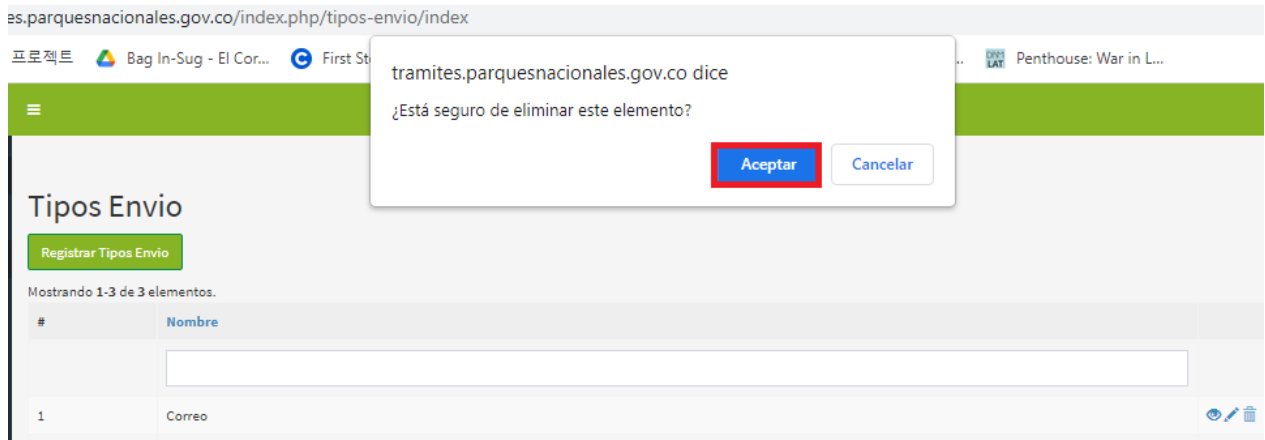 es.parquesnacionales.gov.co/index.php/tipos-envio/index
프로젝트 Bag In-Sug - El Cor... First St .. Penthouse: War in L...
tramites.parquesnacionales.gov.co dice
¿Está seguro de eliminar este elemento?
Aceptar Cancelar
Tipos Envio
Registrar Tipos Envio
Mostrando 1-3 de 3 elementos.
# Nombre
1 Correo